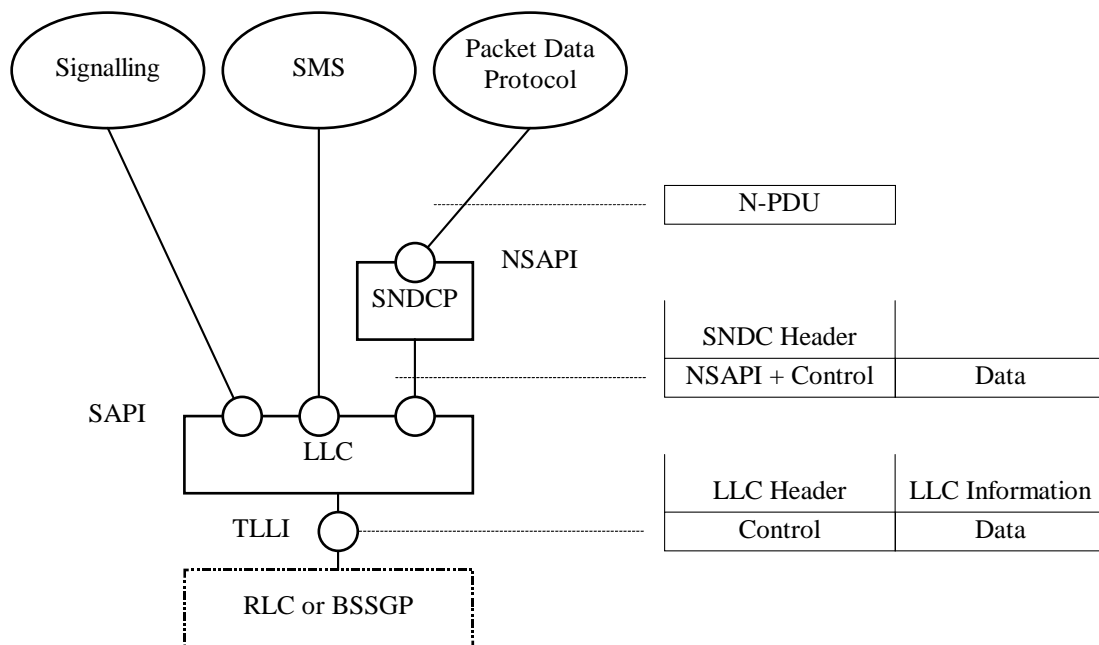 Signalling
SMS
Packet Data
Protocol
N-PDU
NSAPI
SNDCP
SNDC Header
NSAPI + Control
Data
SAPI
LLC
LLC Header
LLC Information
Control
Data
TLLI
RLC or BSSGP